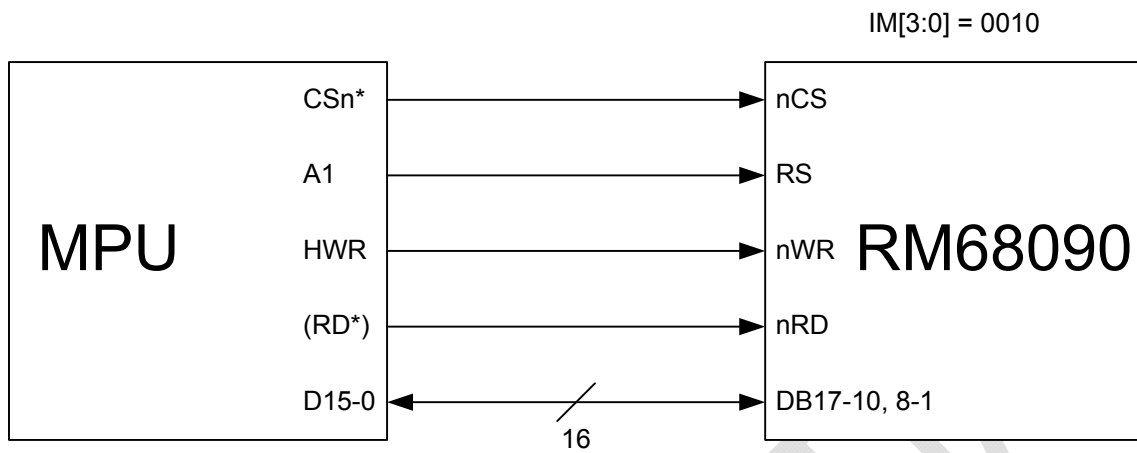 IM[3:0] = 0010
CSn*
nCS
A1
RS
MPU
HWR
nWR
RM68090
(RD*)
nRD
D15-0
DB17-10, 8-1
16